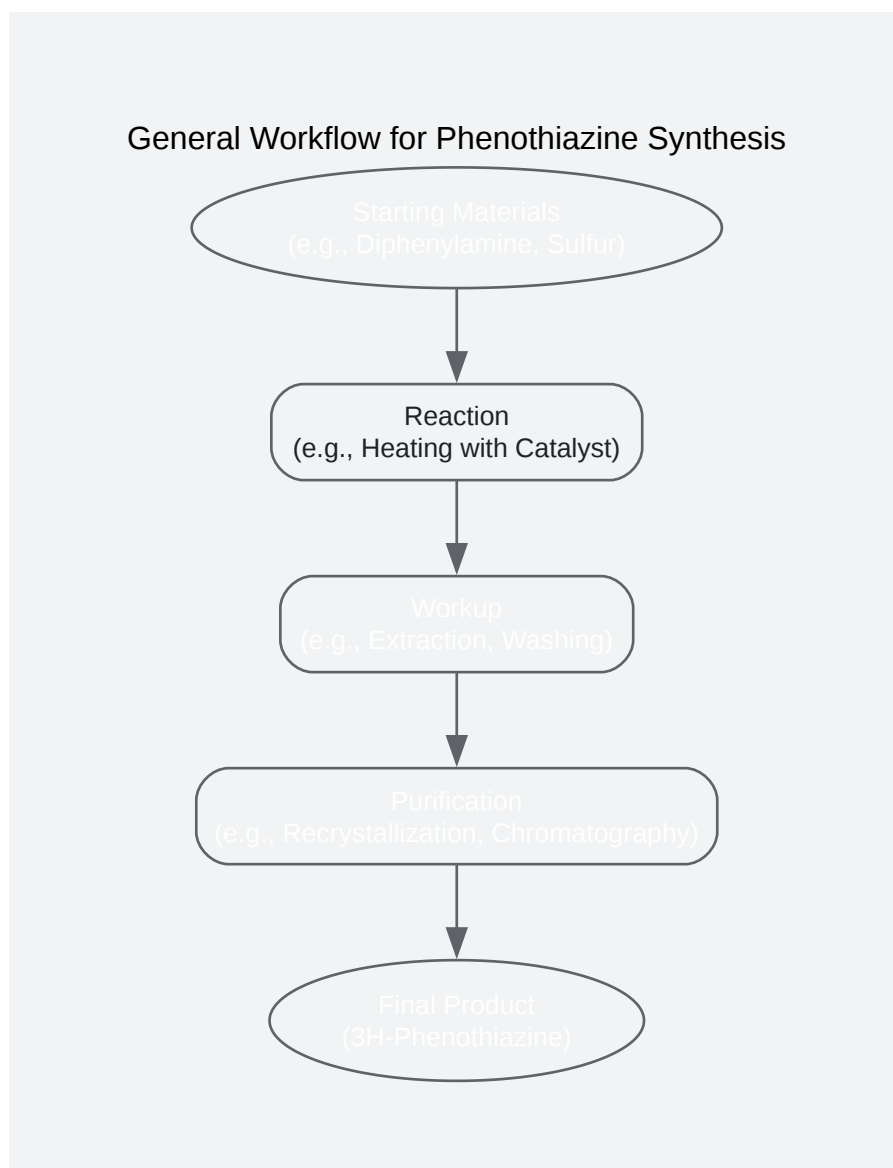 General Workflow for Phenothiazine Synthesis
Starting Materials
(e.g., Diphenylamine, Sulfur)
Reaction
(e.g., Heating with Catalyst)
Workup
(e.g., Extraction, Washing)
Purification
(e.g., Recrystallization, Chromatography)
Final Product
(3H-Phenothiazine)